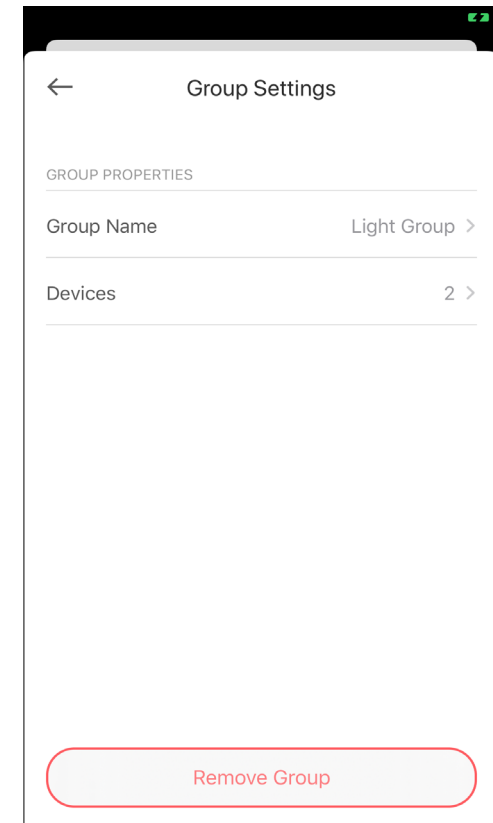 Group Settings
GROUP PROPERTIES
Group Name Light Group
Devices 2
Remove Group